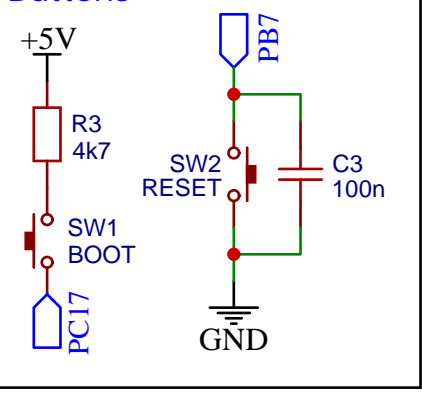 Buttons
+5V
R3
4k7
SW1
BOOT
PC17
PB7
SW2
RESET
C3
100n
GND